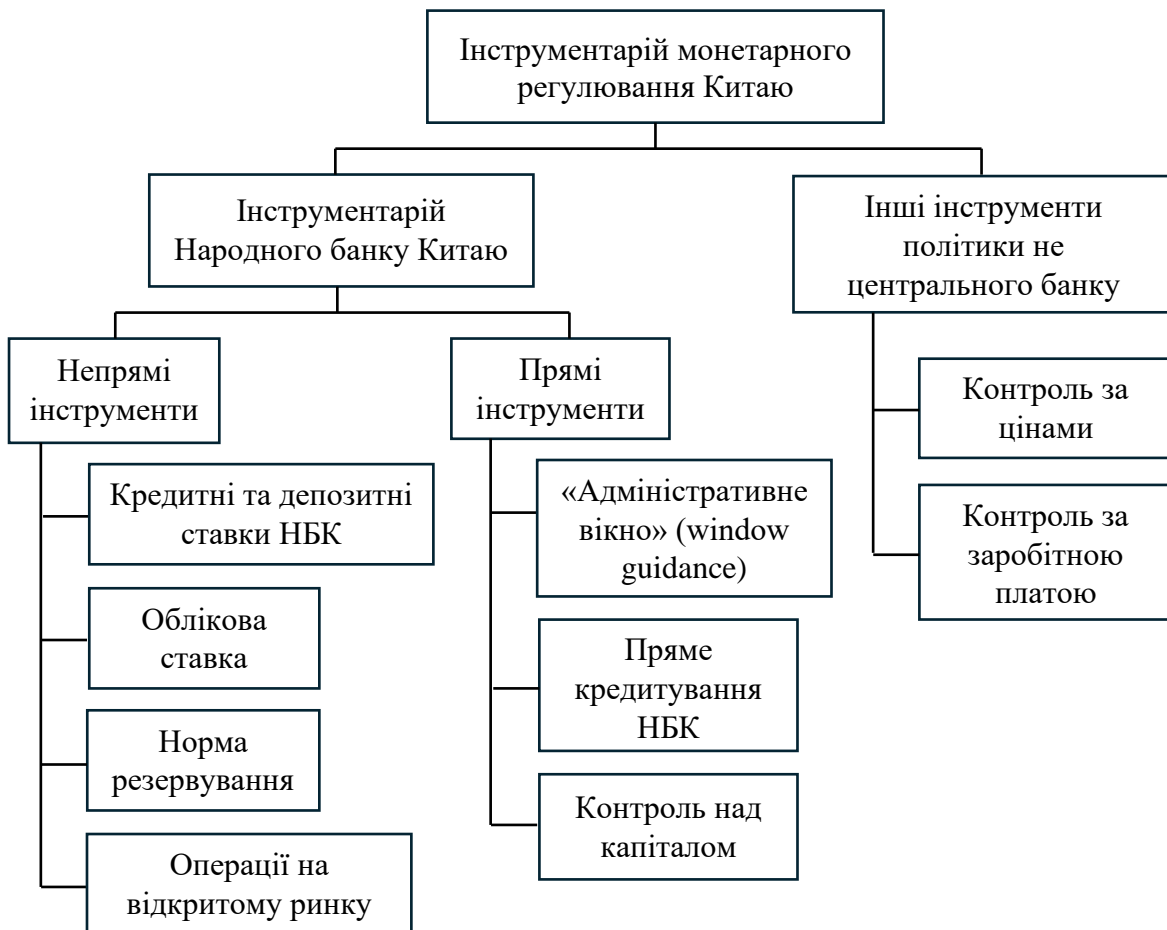 Інструментарій монетарного
регулювання Китаю
Інструментарій
Народного банку Китаю
Інші інструменти
політики не
центрального банку
Непрямі
інструменти
Прямі
інструменти
Кредитні та депозитні
ставки НБК
Облікова
ставка
Норма
резервування
Операції на
відкритому ринку
«Адміністративне
вікно» (window
guidance)
Пряме
кредитування
НБК
Контроль над
капіталом
Контроль за
цінами
Контроль за
заробітною
платою